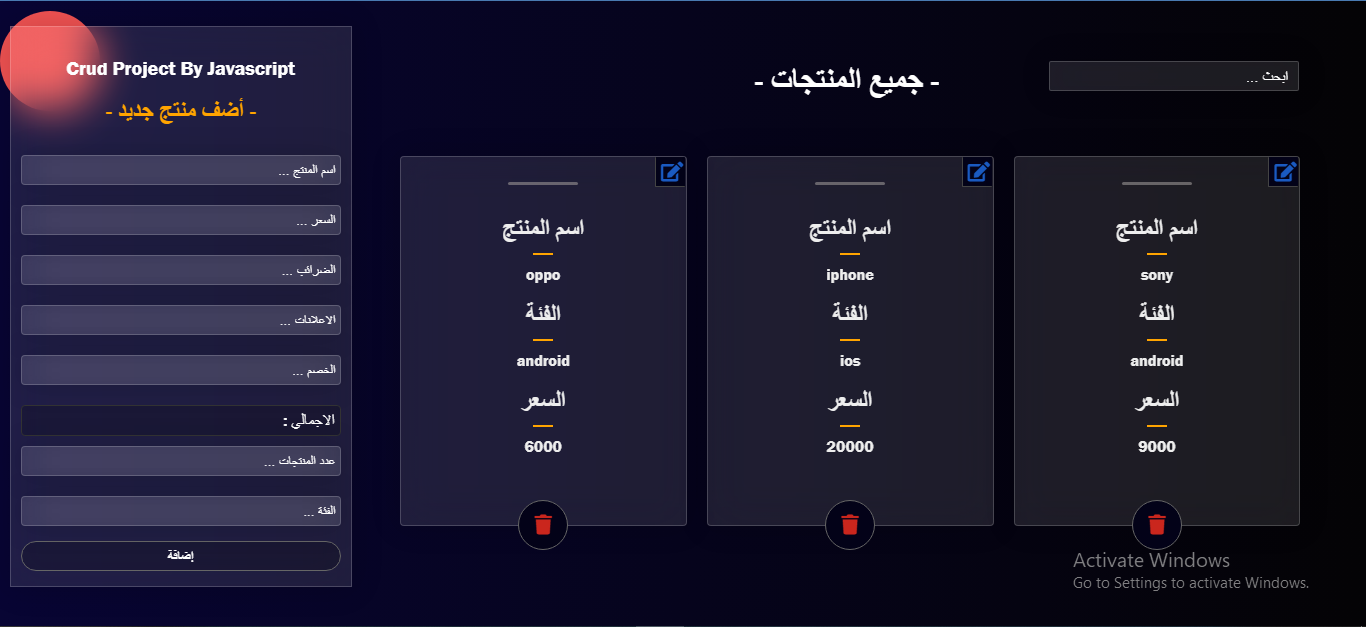 Crud Project By Javascript
- أضف منتج جديد -
اسم المنتج ...
السعر ...
الضرائب ...
الاعلانات ...
الخصم ...
الاجمالي :
عدد المنتجات ...
الفئة ...
إضافة
- جميع المنتجات -
ابحث ...
اسم المنتج
sony
الفئة
android
السعر
9000
اسم المنتج
iphone
الفئة
ios
السعر
20000
اسم المنتج
oppo
الفئة
android
السعر
6000
Activate Windows
Go to Settings to activate Windows.